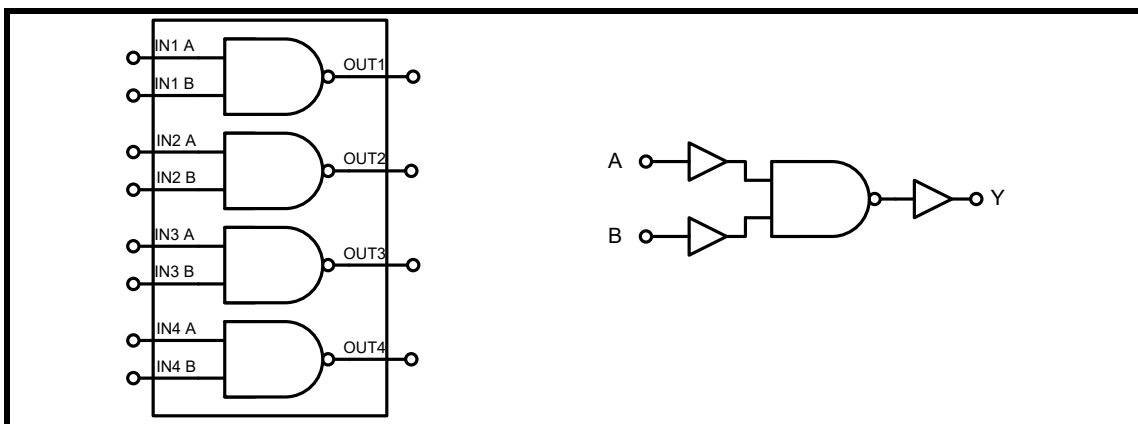 IN1 A
OUT1
IN1 B
IN2 A
OUT2
IN2 B
IN3 A
OUT3
IN3 B
IN4 A
OUT4
IN4 B
A
Y
B